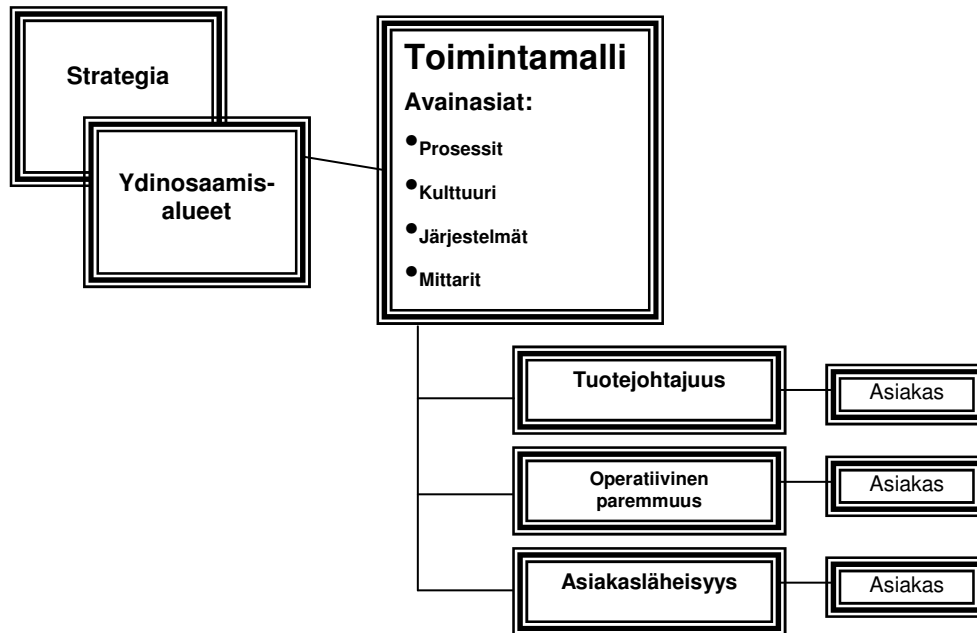 Strategia
Ydinosaamis-
alueet
Toimintamalli
Avainasiat:
•Prosessit
•Kulttuuri
•Järjestelmät
•Mittarit
Tuotejohtajuus
Asiakas
Operatiivinen
paremmuus
Asiakas
Asiakasläheisyys
Asiakas